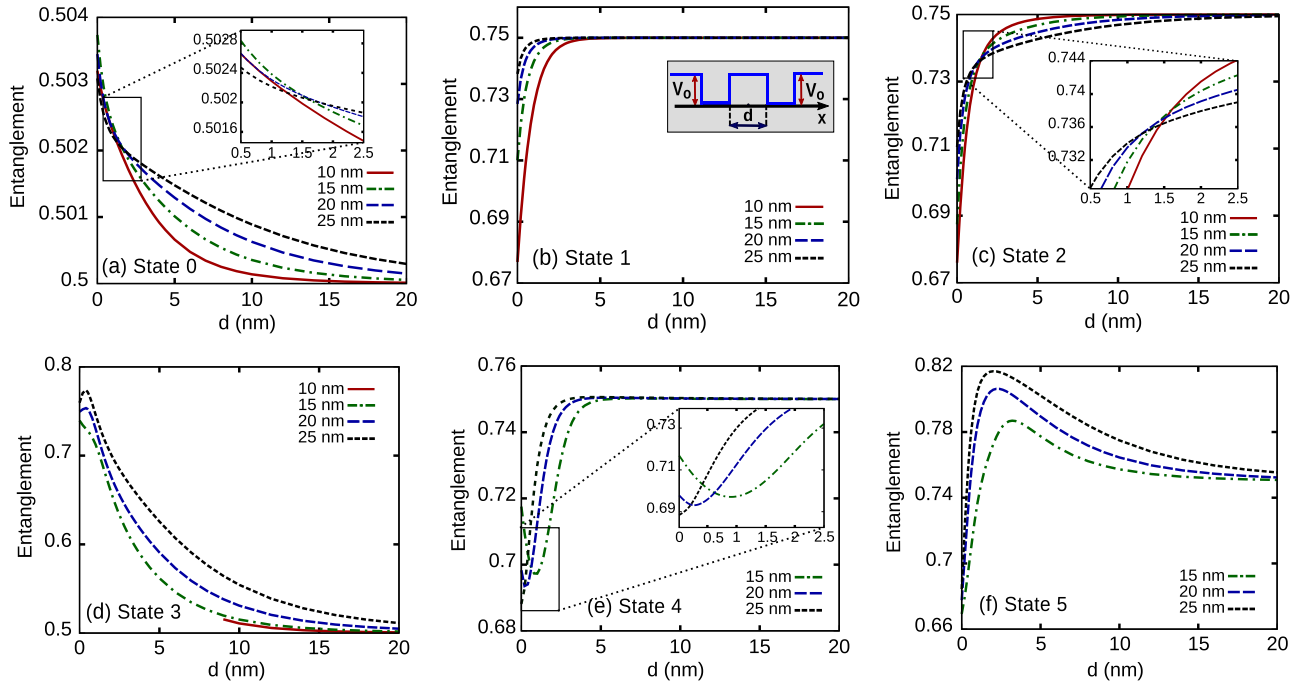 0.504
0.503
0.502
0.501
0.5
Entanglement
0.5028
0.5024
0.502
0.5016
0.5 1 1.5 2 2.5
10 nm
15 nm
20 nm
25 nm
(a) State 0
0 5 10 15 20
d (nm)
0.75
0.73
0.71
0.69
0.67
Entanglement
V₀ V₀
d
x
10 nm
15 nm
20 nm
25 nm
(b) State 1
0 5 10 15 20
d (nm)
0.75
0.73
0.71
0.69
0.67
Entanglement
0.744
0.74
0.736
0.732
0.5 1 1.5 2 2.5
10 nm
15 nm
20 nm
25 nm
(c) State 2
0 5 10 15 20
d (nm)
0.8
0.7
0.6
0.5
Entanglement
10 nm
15 nm
20 nm
25 nm
(d) State 3
0 5 10 15 20
d (nm)
0.76
0.74
0.72
0.7
0.68
Entanglement
0.73
0.71
0.69
0 0.5 1 1.5 2 2.5
15 nm
20 nm
25 nm
(e) State 4
0 5 10 15 20
d (nm)
0.82
0.78
0.74
0.7
0.66
Entanglement
15 nm
20 nm
25 nm
(f) State 5
0 5 10 15 20
d (nm)